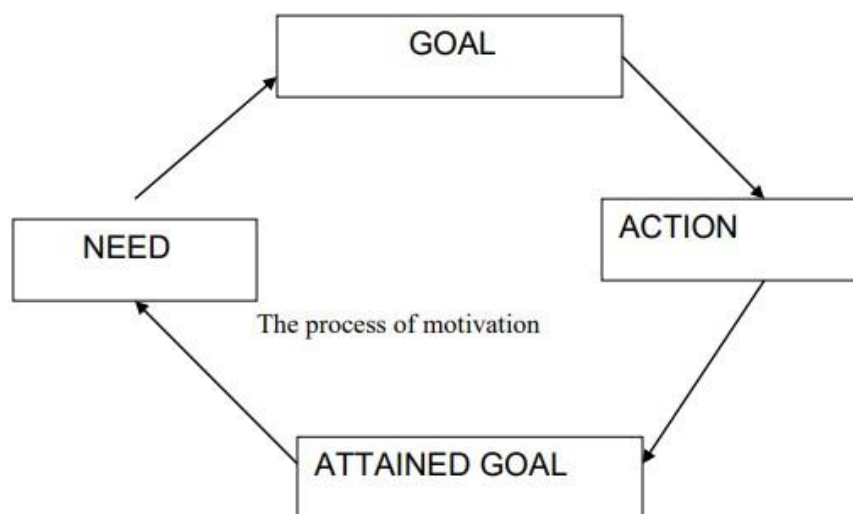 GOAL
NEED
ACTION
The process of motivation
ATTAINED GOAL